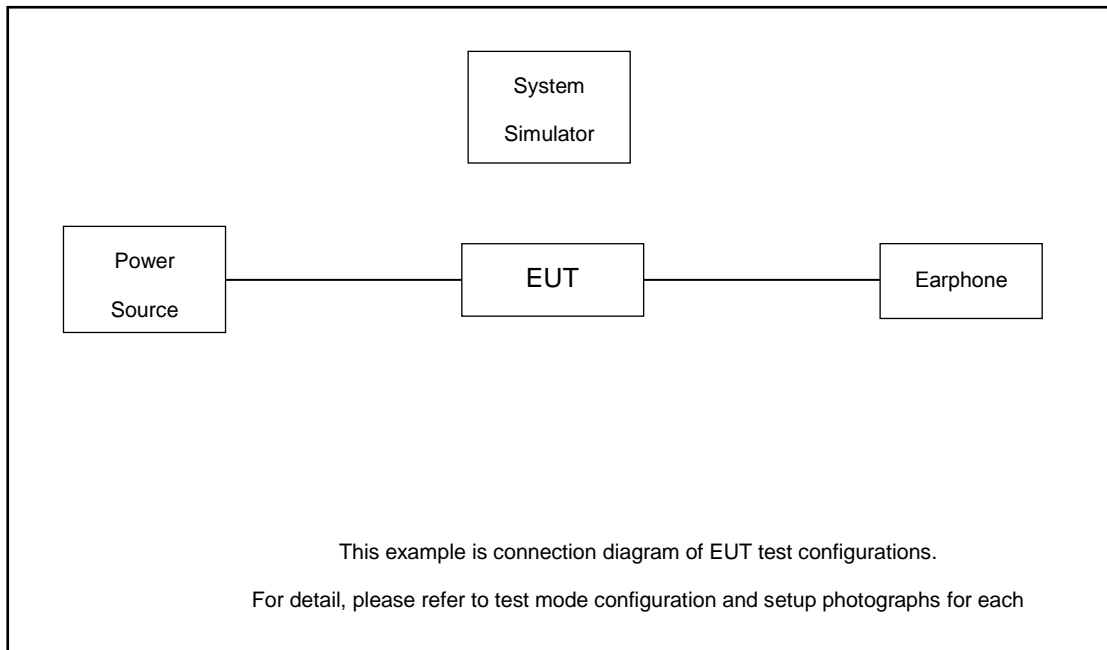 System
Simulator
Power
Source
EUT
Earphone
This example is connection diagram of EUT test configurations.
For detail, please refer to test mode configuration and setup photographs for each